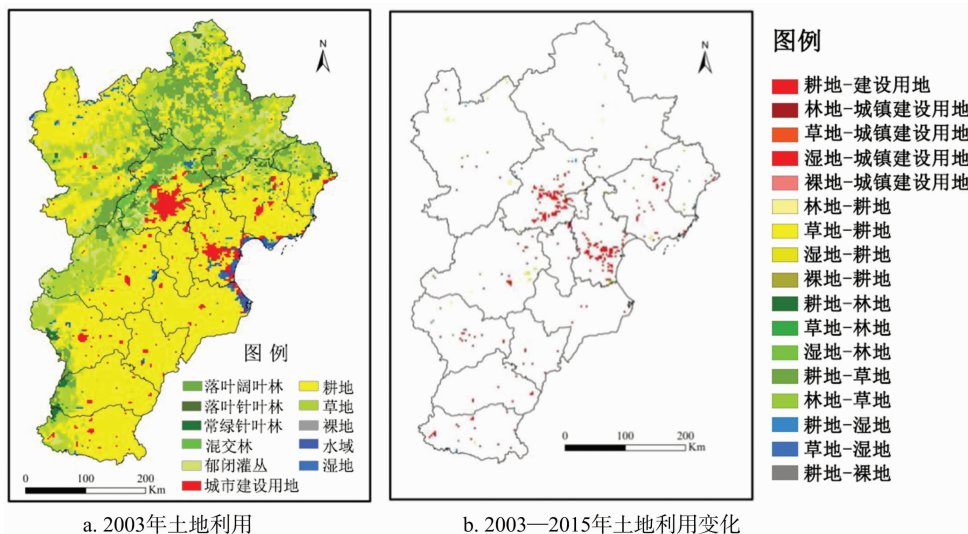 N
图 例
落叶阔叶林 耕地
落叶针叶林 草地
常绿针叶林 裸地
混交林 水域
郁闭灌丛 湿地
城市建设用地
0 100 200
Km
a. 2003年土地利用
N
0 100 200
Km
b. 2003—2015年土地利用变化
图例
耕地-建设用地
林地-城镇建设用地
草地-城镇建设用地
湿地-城镇建设用地
裸地-城镇建设用地
林地-耕地
草地-耕地
湿地-耕地
裸地-耕地
耕地-林地
草地-林地
湿地-林地
耕地-草地
林地-草地
耕地-湿地
草地-湿地
耕地-裸地